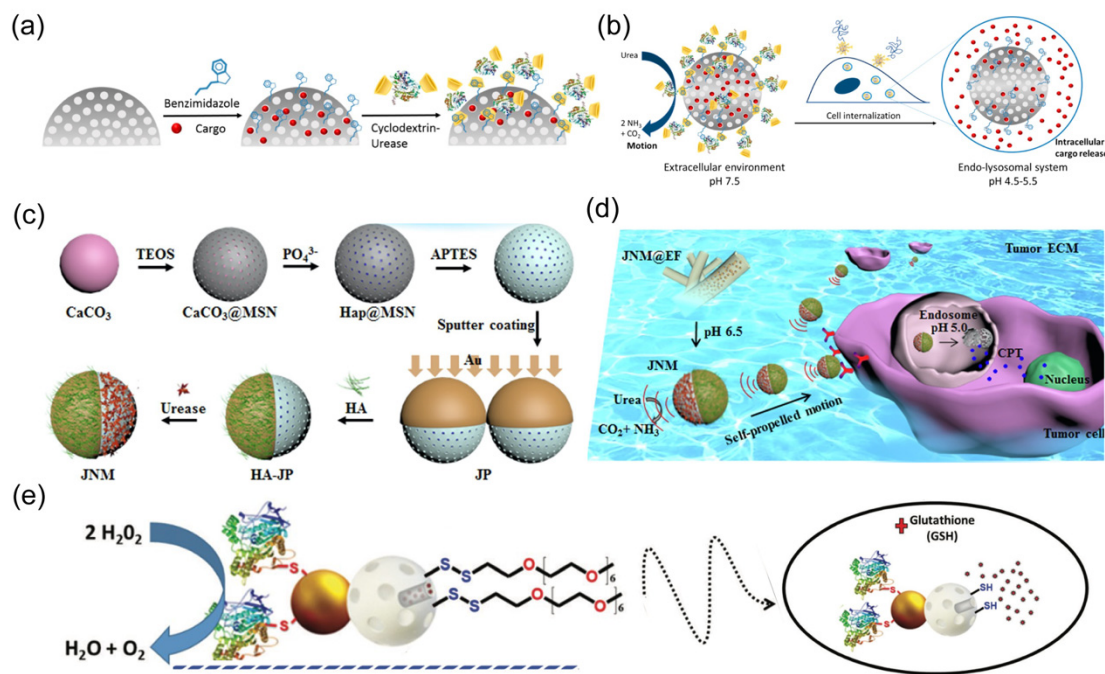 (a)
Benzimidazole
Cargo
Cyclodextrin-
Urease
(b)
Urea
2 NH3
+ CO2
Motion
Extracellular environment
pH 7.5
Cell internalization
Intracellular
cargo release
Endo-lysosomal system
pH 4.5-5.5
(c)
TEOS
PO4^3-
APTES
CaCO3
CaCO3@MSN
Hap@MSN
Sputter coating
Au
Urease
HA
JNM
HA-JP
JP
(d)
JNM@EF
Tumor ECM
pH 6.5
Endosome
pH 5.0
CPT
JNM
Nucleus
Urea
CO2 + NH3
Self-propelled motion
Tumor cell
(e)
2 H2O2
H2O + O2
S
S
S
S
O
O
6
S
S
O
O
6
Glutathione
(GSH)
S
S
SH
SH